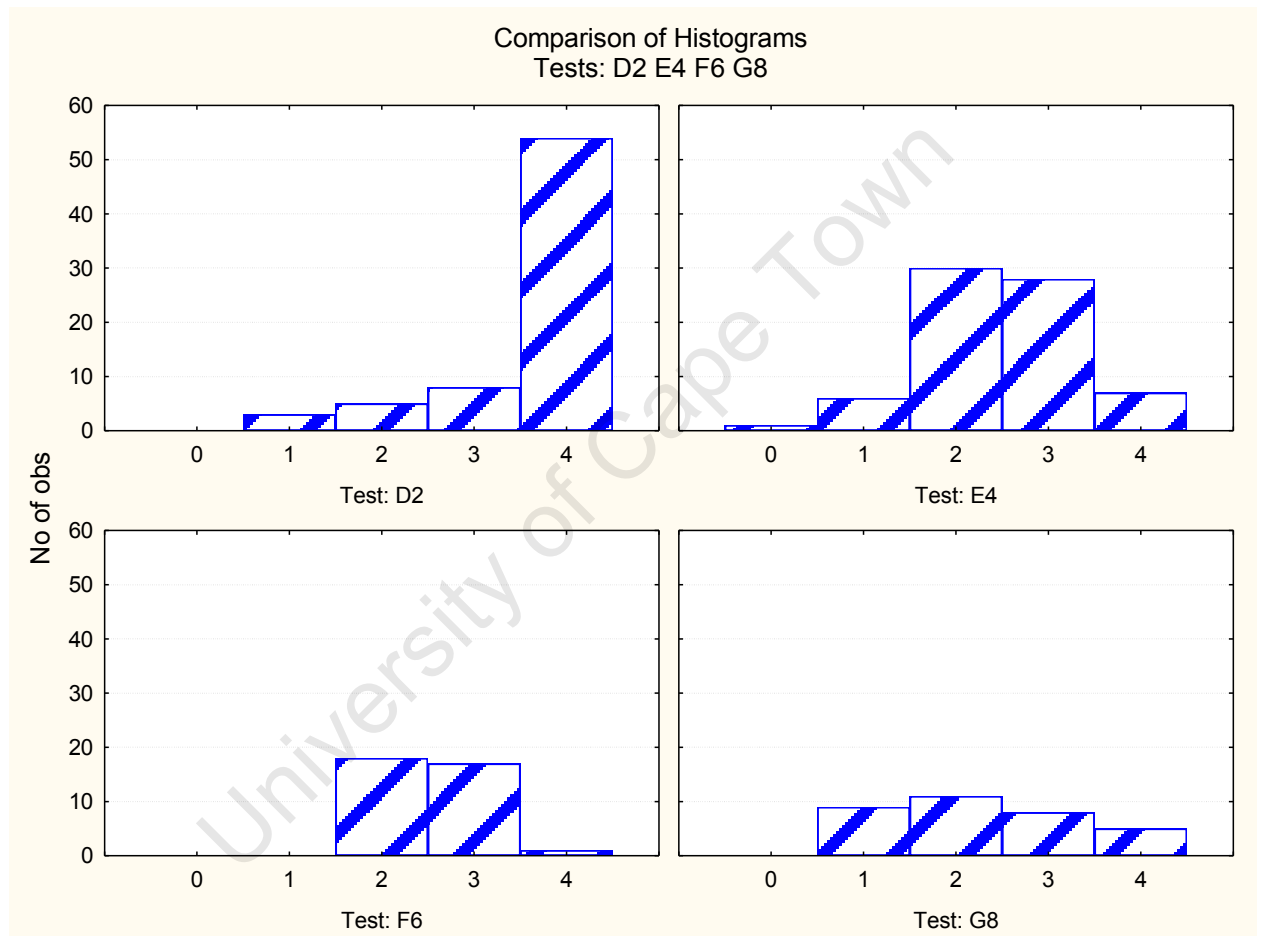 Comparison of Histograms
Tests: D2 E4 F6 G8
No of obs
60
50
40
30
20
10
0
0 1 2 3 4
Test: D2
0 1 2 3 4
Test: E4
60
50
40
30
20
10
0
0 1 2 3 4
Test: F6
0 1 2 3 4
Test: G8
University of Cape Town